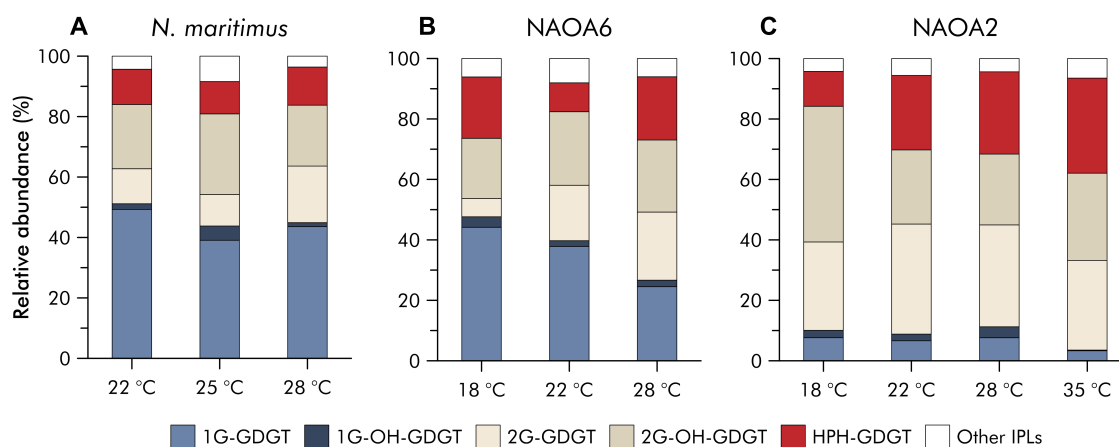 A N. maritimus
Relative abundance (%)
100
80
60
40
20
0
22 °C 25 °C 28 °C
B NAOA6
100
80
60
40
20
0
18 °C 22 °C 28 °C
C NAOA2
100
80
60
40
20
0
18 °C 22 °C 28 °C 35 °C
1G-GDGT 1G-OH-GDGT 2G-GDGT 2G-OH-GDGT HPH-GDGT Other IPLs